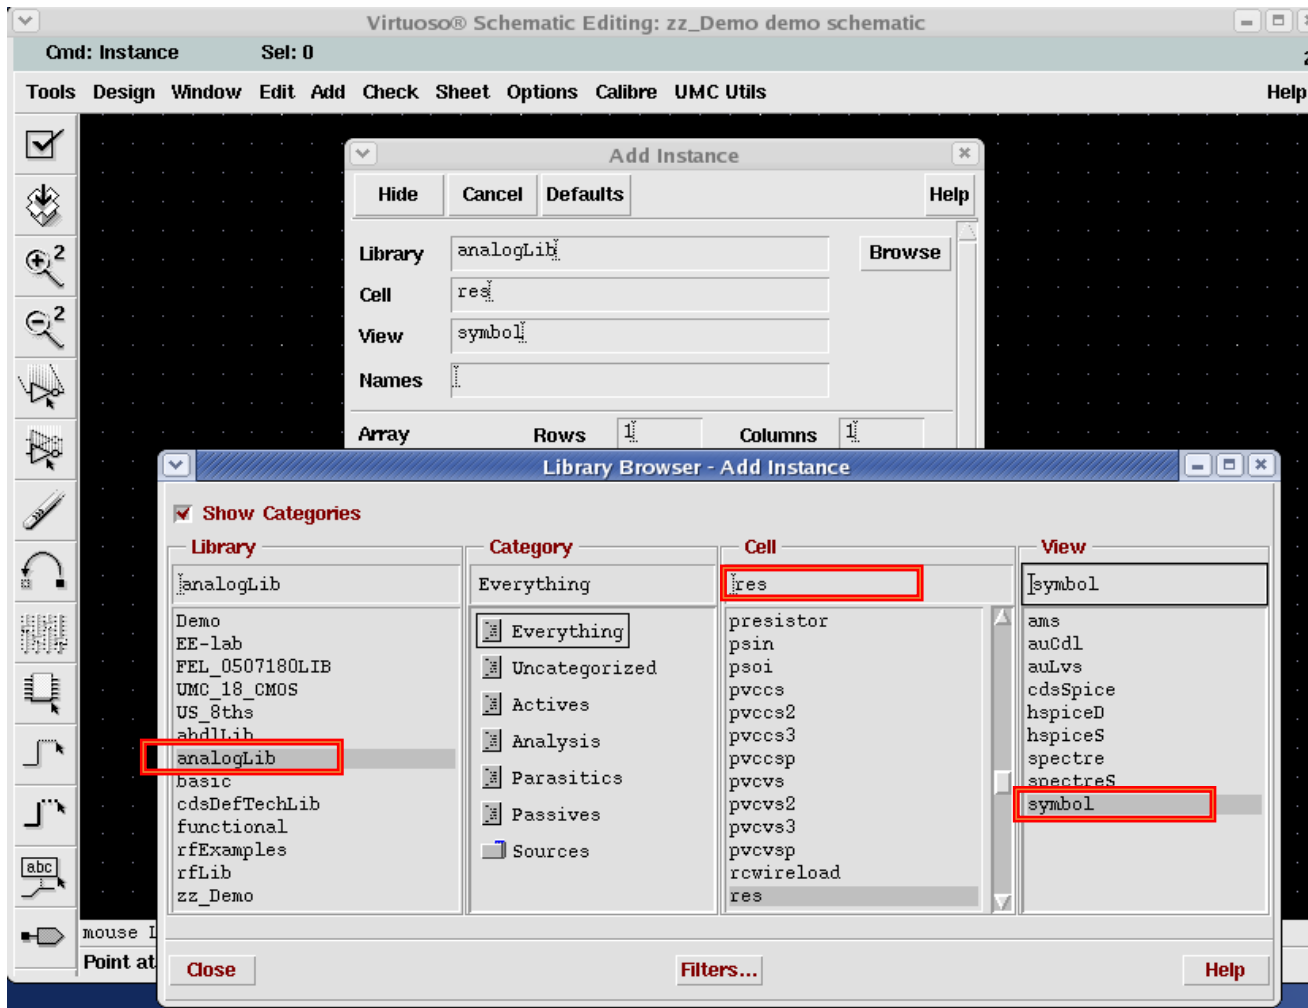 Virtuoso® Schematic Editing: zz_Demo demo schematic
Cmd: Instance Sel: 0
Tools Design Window Edit Add Check Sheet Options Calibre UMC Utils Help
Add Instance
Hide Cancel Defaults Help
Library analogLib Browse
Cell res
View symbol
Names
Array Rows 1 Columns 1
2
2
abc
Library Browser - Add Instance
Show Categories
Library Category Cell View
analogLib Everything res symbol
Demo
EE-lab
FEL_0507180LIB
UMC_18_CMOS
US_8ths
ahdlLib
analogLib
basic
cdsDefTechLib
functional
rfExamples
rfLib
zz_Demo
Everything
Uncategorized
Actives
Analysis
Parasitics
Passives
Sources
presistor
psin
psoi
pvccs
pvccs2
pvccs3
pvccsp
pvcvs
pvcvs2
pvcvs3
pvcvsp
rcwireload
res
ams
auCdl
auLvs
cdsSpice
hspiceD
hspiceS
spectre
spectreS
symbol
mouse
Point at
Close Filters... Help